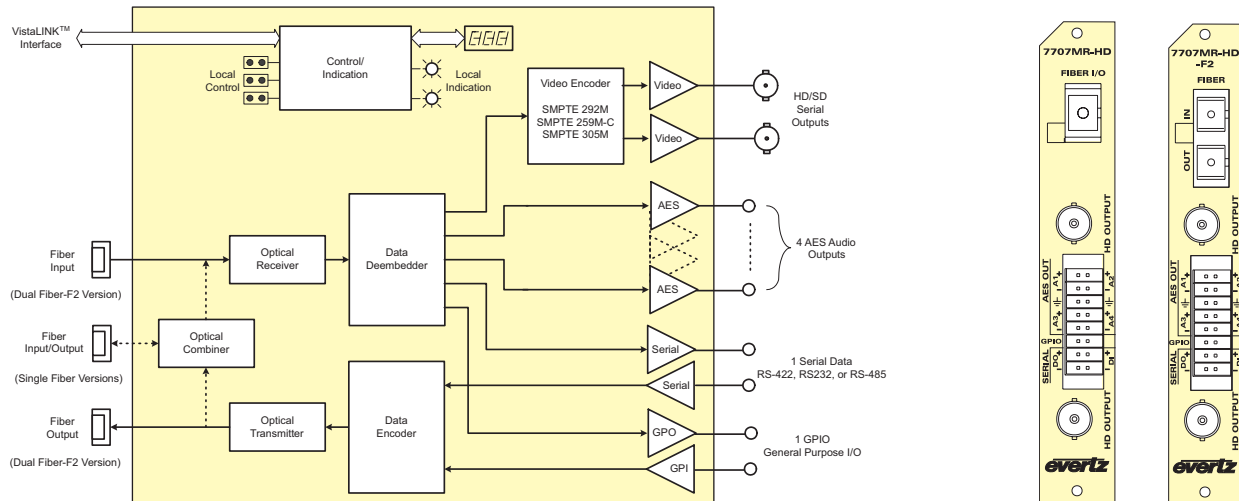 VistaLINK™
Interface
Control/
Indication
Local
Control
Local
Indication
Video Encoder
SMPTE 292M
SMPTE 259M-C
SMPTE 305M
Video
Video
HD/SD
Serial
Outputs
AES
AES
4 AES Audio
Outputs
Fiber
Input
(Dual Fiber-F2 Version)
Optical
Receiver
Data
Deembedder
Fiber
Input/Output
(Single Fiber Versions)
Optical
Combiner
Serial
Serial
1 Serial Data
RS-422, RS232, or RS-485
Fiber
Output
(Dual Fiber-F2 Version)
Optical
Transmitter
Data
Encoder
GPO
GPI
1 GPIO
General Purpose I/O
7707MR-HD
FIBER I/O
HD OUTPUT
AES OUT
A1 + −
A2 + −
A3 + −
A4 + −
GPIO
SERIAL
DO + −
DI + −
HD OUTPUT
evertz
7707MR-HD
-F2
FIBER
IN
OUT
HD OUTPUT
AES OUT
A1 + −
A3 + −
GPIO
SERIAL
DO + −
HD OUTPUT
evertz